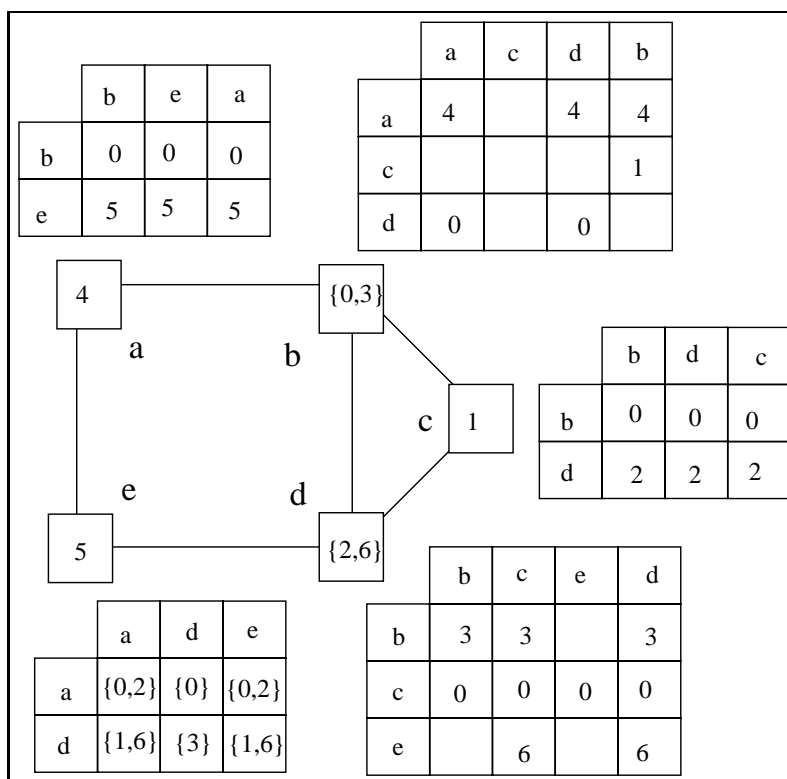 a c d b
a 4 4 4
c 1
d 0 0
b e a
b 0 0 0
e 5 5 5
4 {0,3}
a b
b d c
b 0 0 0
d 2 2 2
c 1
e d
5 {2,6}
b c e d
b 3 3 3
c 0 0 0 0
e 6 6
a d e
a {0,2} {0} {0,2}
d {1,6} {3} {1,6}